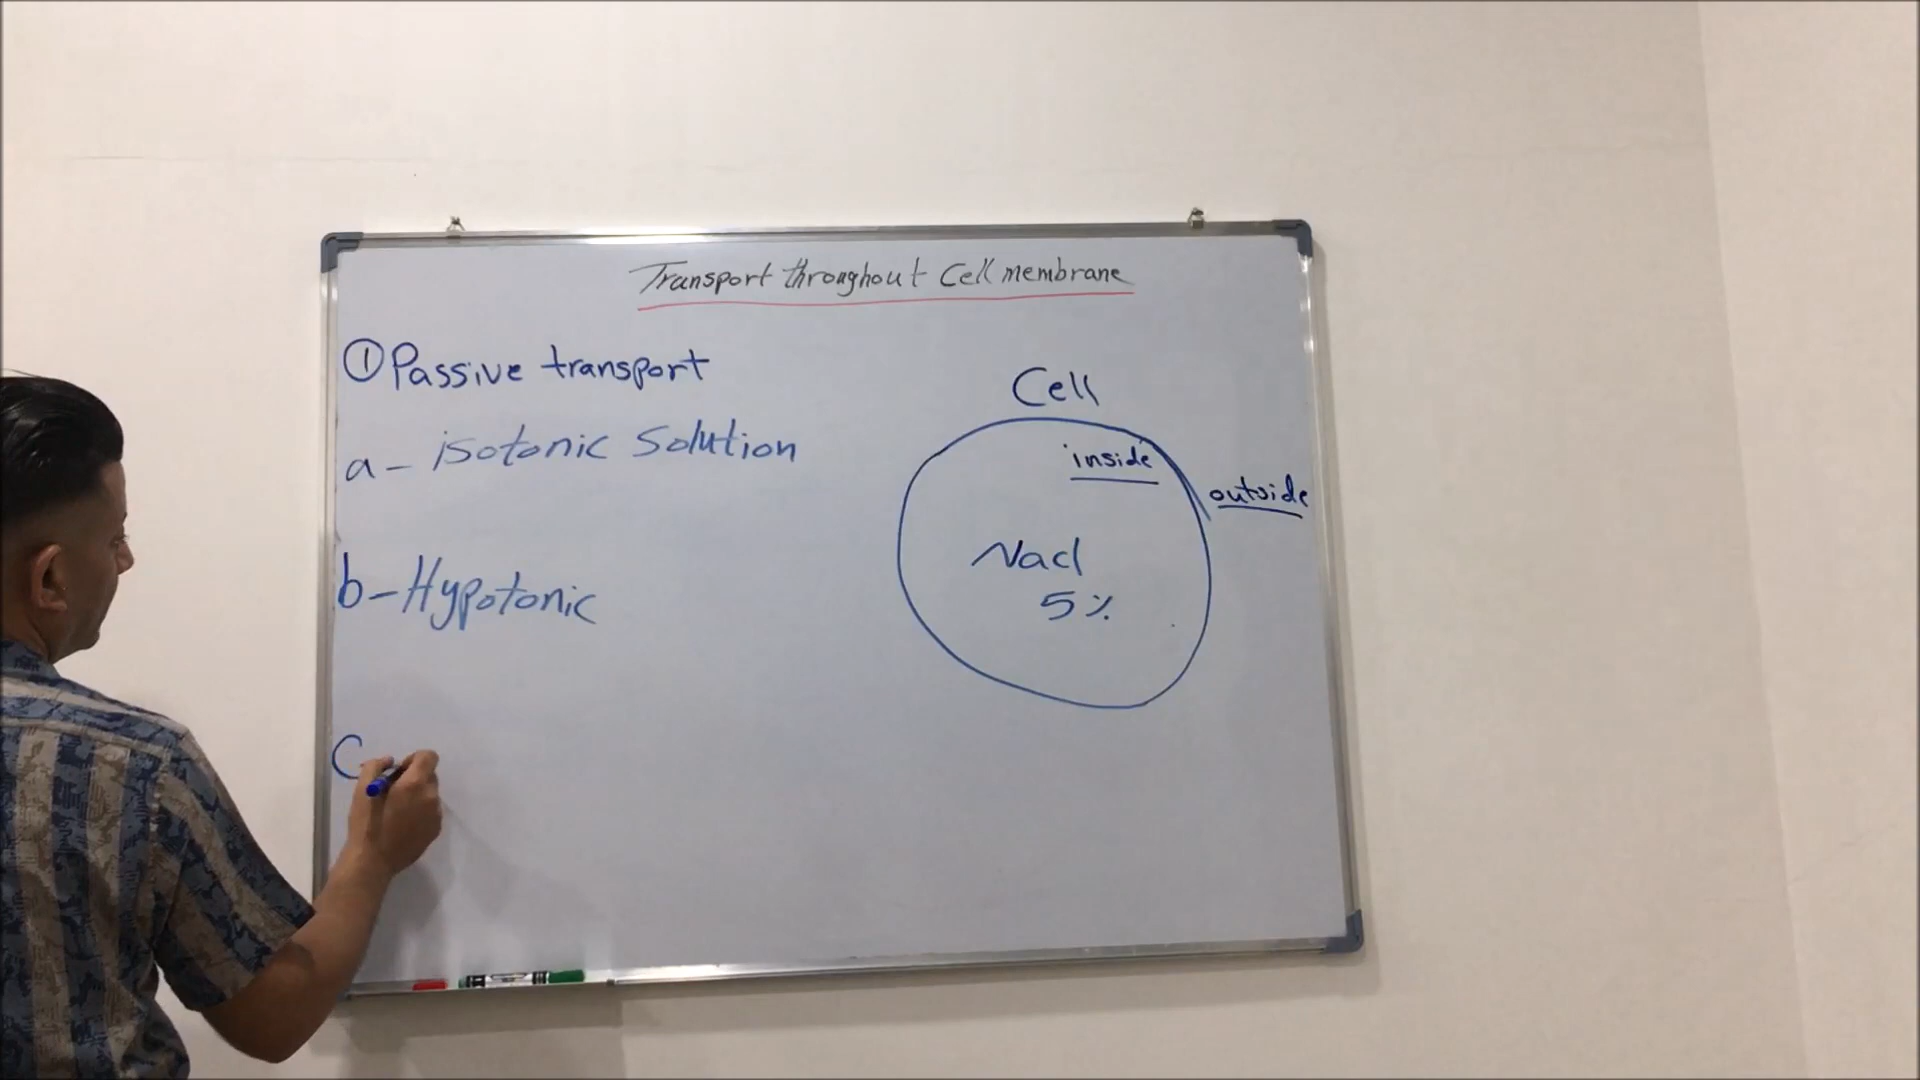 Transport throughout Cell membrane
① Passive transport
a- isotonic Solution
b- Hypotonic
C
Cell
inside
outside
Nacl
5%